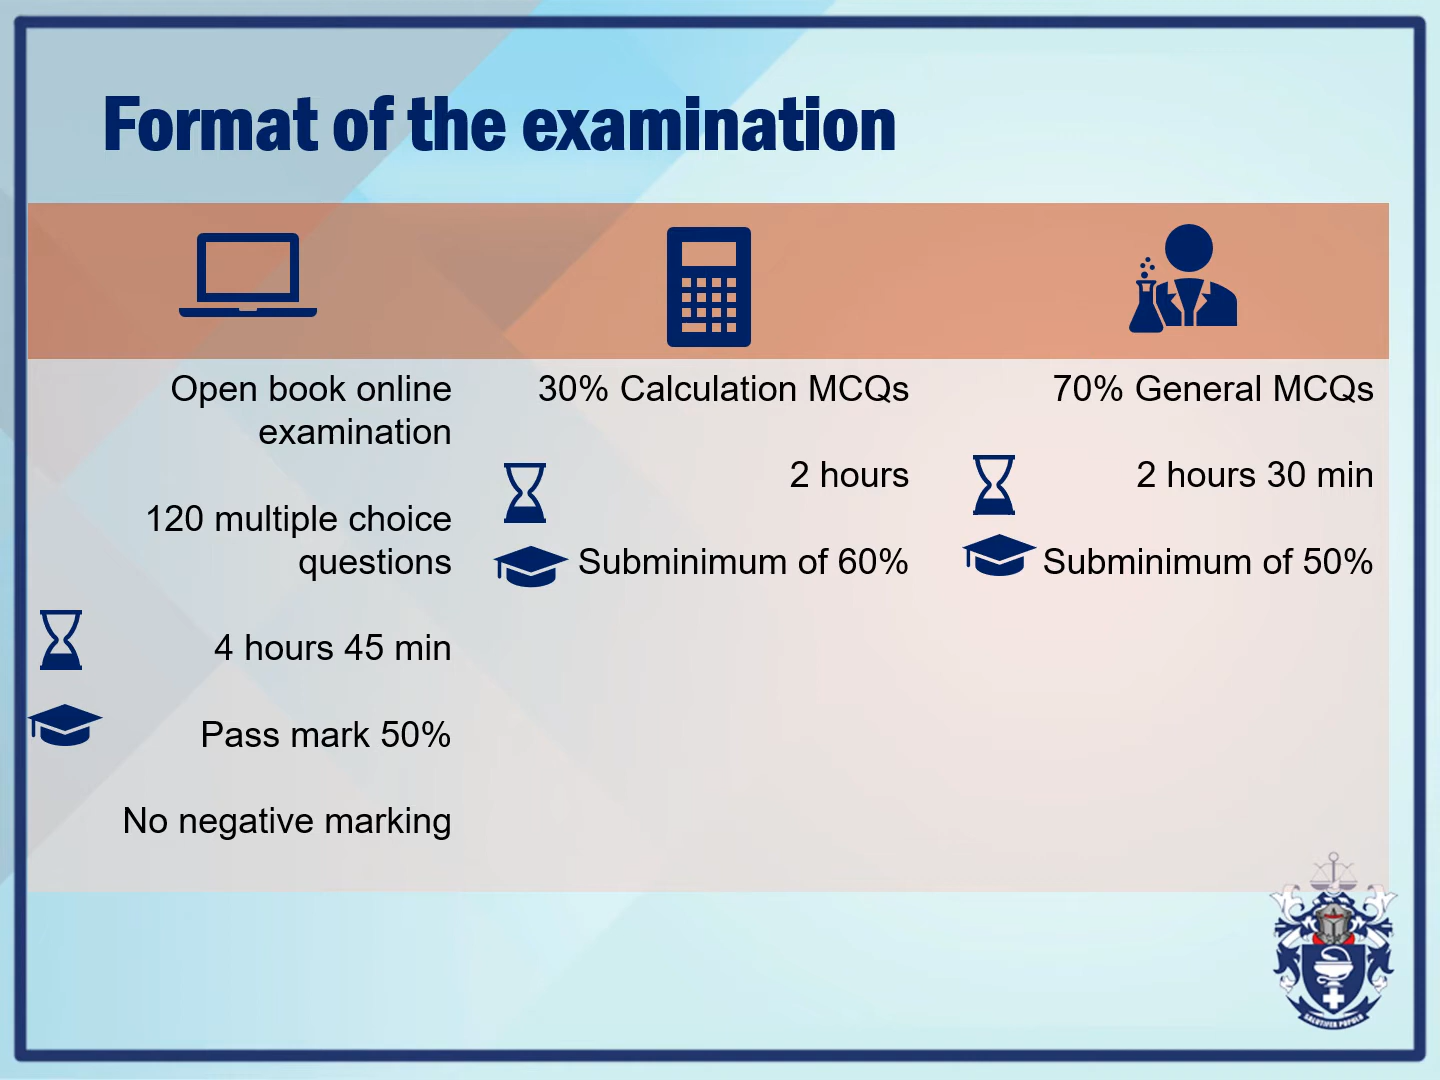 Format of the examination
Open book online
examination
120 multiple choice
questions
4 hours 45 min
Pass mark 50%
No negative marking
30% Calculation MCQs
2 hours
Subminimum of 60%
70% General MCQs
2 hours 30 min
Subminimum of 50%
SALUTIFER POPULO